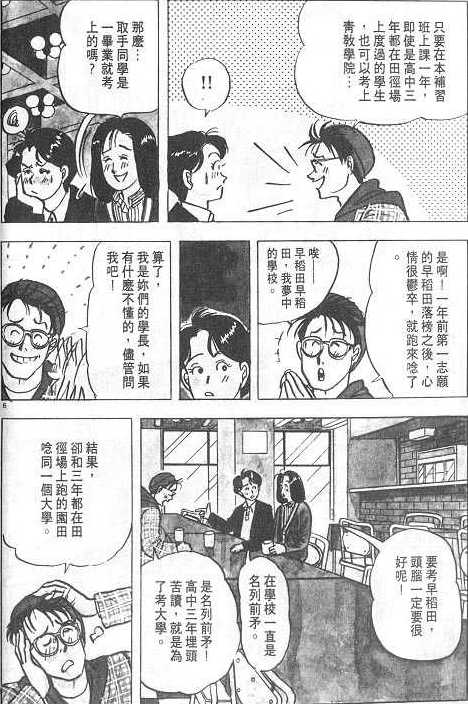 只要在本補習
班上課一年，
即使是高中三
年都在田徑場
上度過的學生
，也可以考上
青教學院…
!!
那麼…
取手同學是
一畢業就考
上的嗎？
是啊！一年前第一志願
的早稻田落榜之後，心
情很鬱卒，就跑來唸了
唉——
早稻田早稻
田，我夢中
的學校。
算了，
我是妳們的學長，如果
有什麼不懂的，儘管問
我吧！
6
要考早稻田，
頭腦一定要很
好呢！
在學校一直是
名列前矛。
是名列前矛！
高中三年埋頭
苦讀，就是為
了考大學！
結果，
卻和三年都在田
徑場上跑的園田
唸同一個大學。